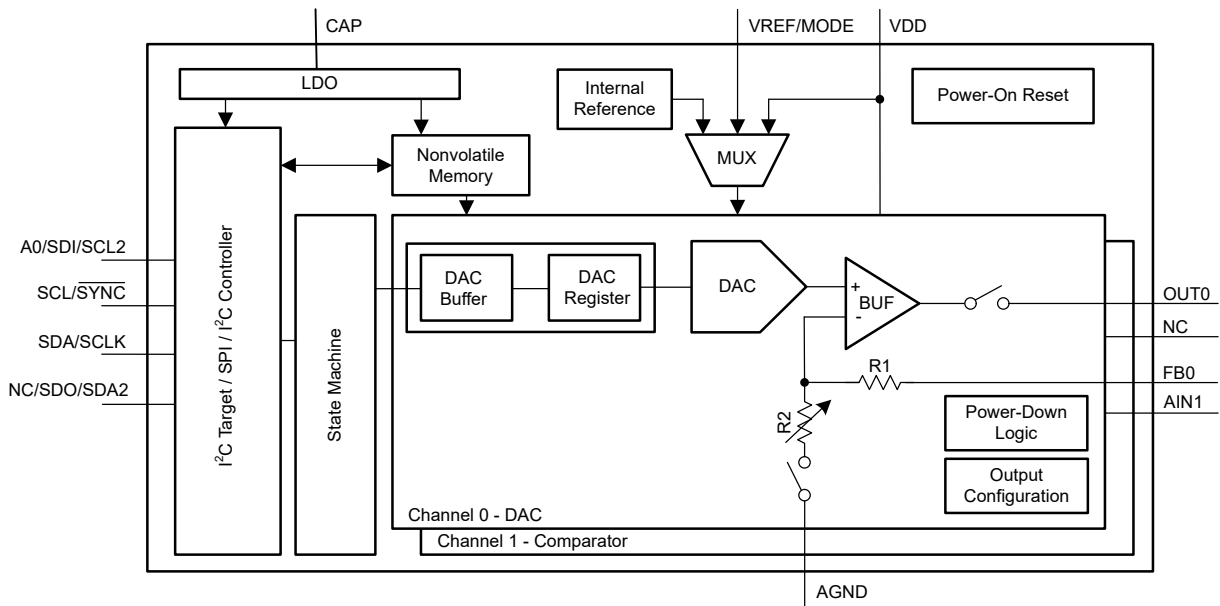 CAP
VREF/MODE
VDD
LDO
Internal
Reference
Power-On Reset
MUX
Nonvolatile
Memory
I²C Target / SPI / I²C Controller
State Machine
A0/SDI/SCL2
SCL/SYNC
SDA/SCLK
NC/SDO/SDA2
DAC
Buffer
DAC
Register
DAC
+
BUF
-
R1
R2
OUT0
NC
FB0
AIN1
Power-Down
Logic
Output
Configuration
Channel 0 - DAC
Channel 1 - Comparator
AGND